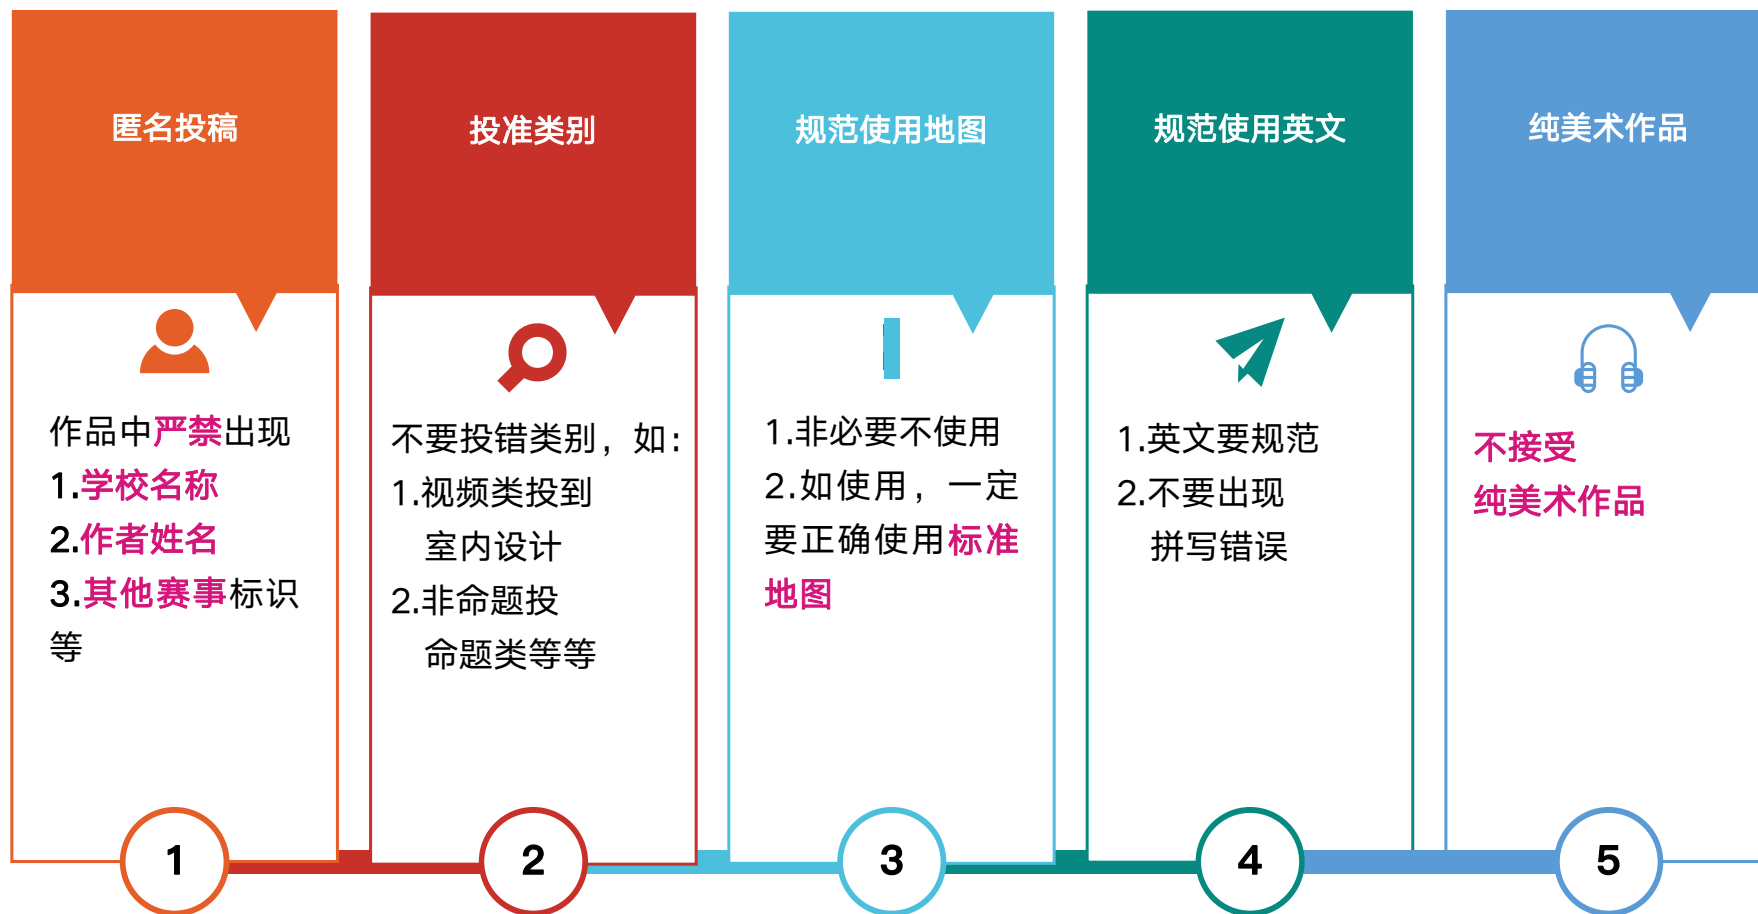 匿名投稿
作品中严禁出现
1.学校名称
2.作者姓名
3.其他赛事标识
等
1
投准类别
不要投错类别，如：
1.视频类投到
室内设计
2.非命题投
命题类等等
2
规范使用地图
1.非必要不使用
2.如使用，一定
要正确使用标准
地图
3
规范使用英文
1.英文要规范
2.不要出现
拼写错误
4
纯美术作品
不接受
纯美术作品
5